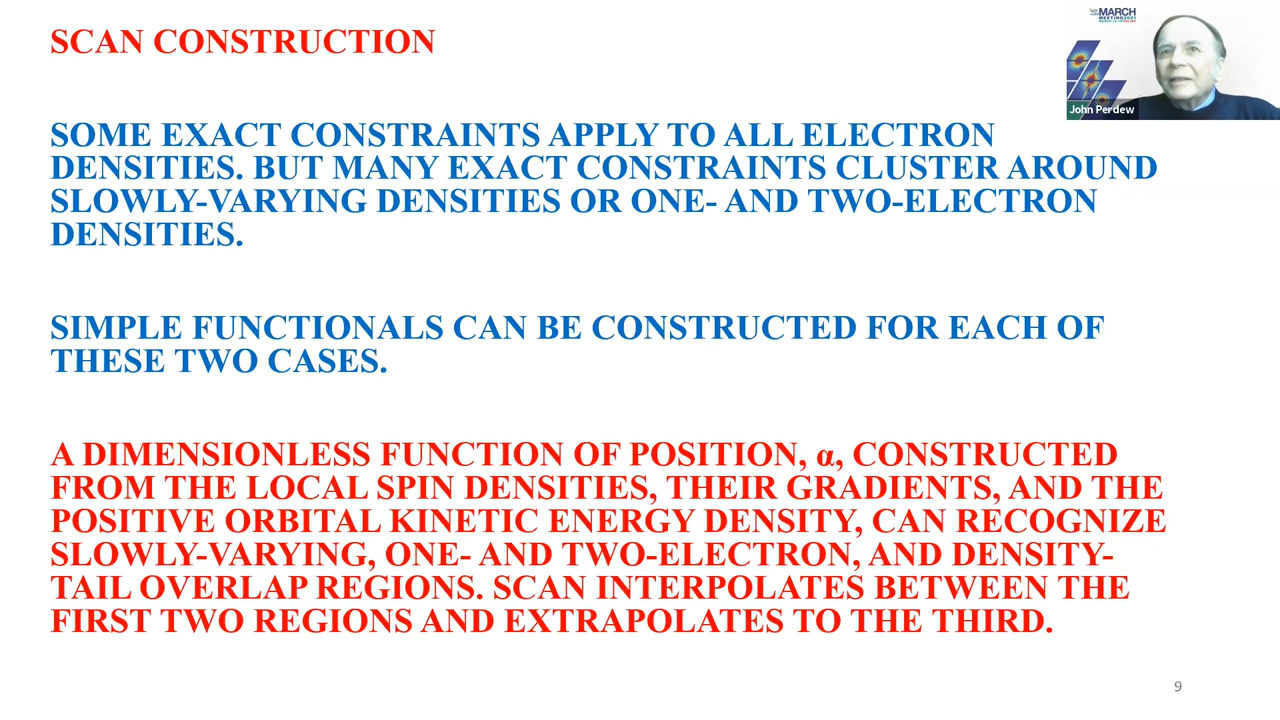 SCAN CONSTRUCTION
MARCH
MEETING2021
John Perdew
SOME EXACT CONSTRAINTS APPLY TO ALL ELECTRON
DENSITIES. BUT MANY EXACT CONSTRAINTS CLUSTER AROUND
SLOWLY-VARYING DENSITIES OR ONE- AND TWO-ELECTRON
DENSITIES.
SIMPLE FUNCTIONALS CAN BE CONSTRUCTED FOR EACH OF
THESE TWO CASES.
A DIMENSIONLESS FUNCTION OF POSITION, α, CONSTRUCTED
FROM THE LOCAL SPIN DENSITIES, THEIR GRADIENTS, AND THE
POSITIVE ORBITAL KINETIC ENERGY DENSITY, CAN RECOGNIZE
SLOWLY-VARYING, ONE- AND TWO-ELECTRON, AND DENSITY-
TAIL OVERLAP REGIONS. SCAN INTERPOLATES BETWEEN THE
FIRST TWO REGIONS AND EXTRAPOLATES TO THE THIRD.
9